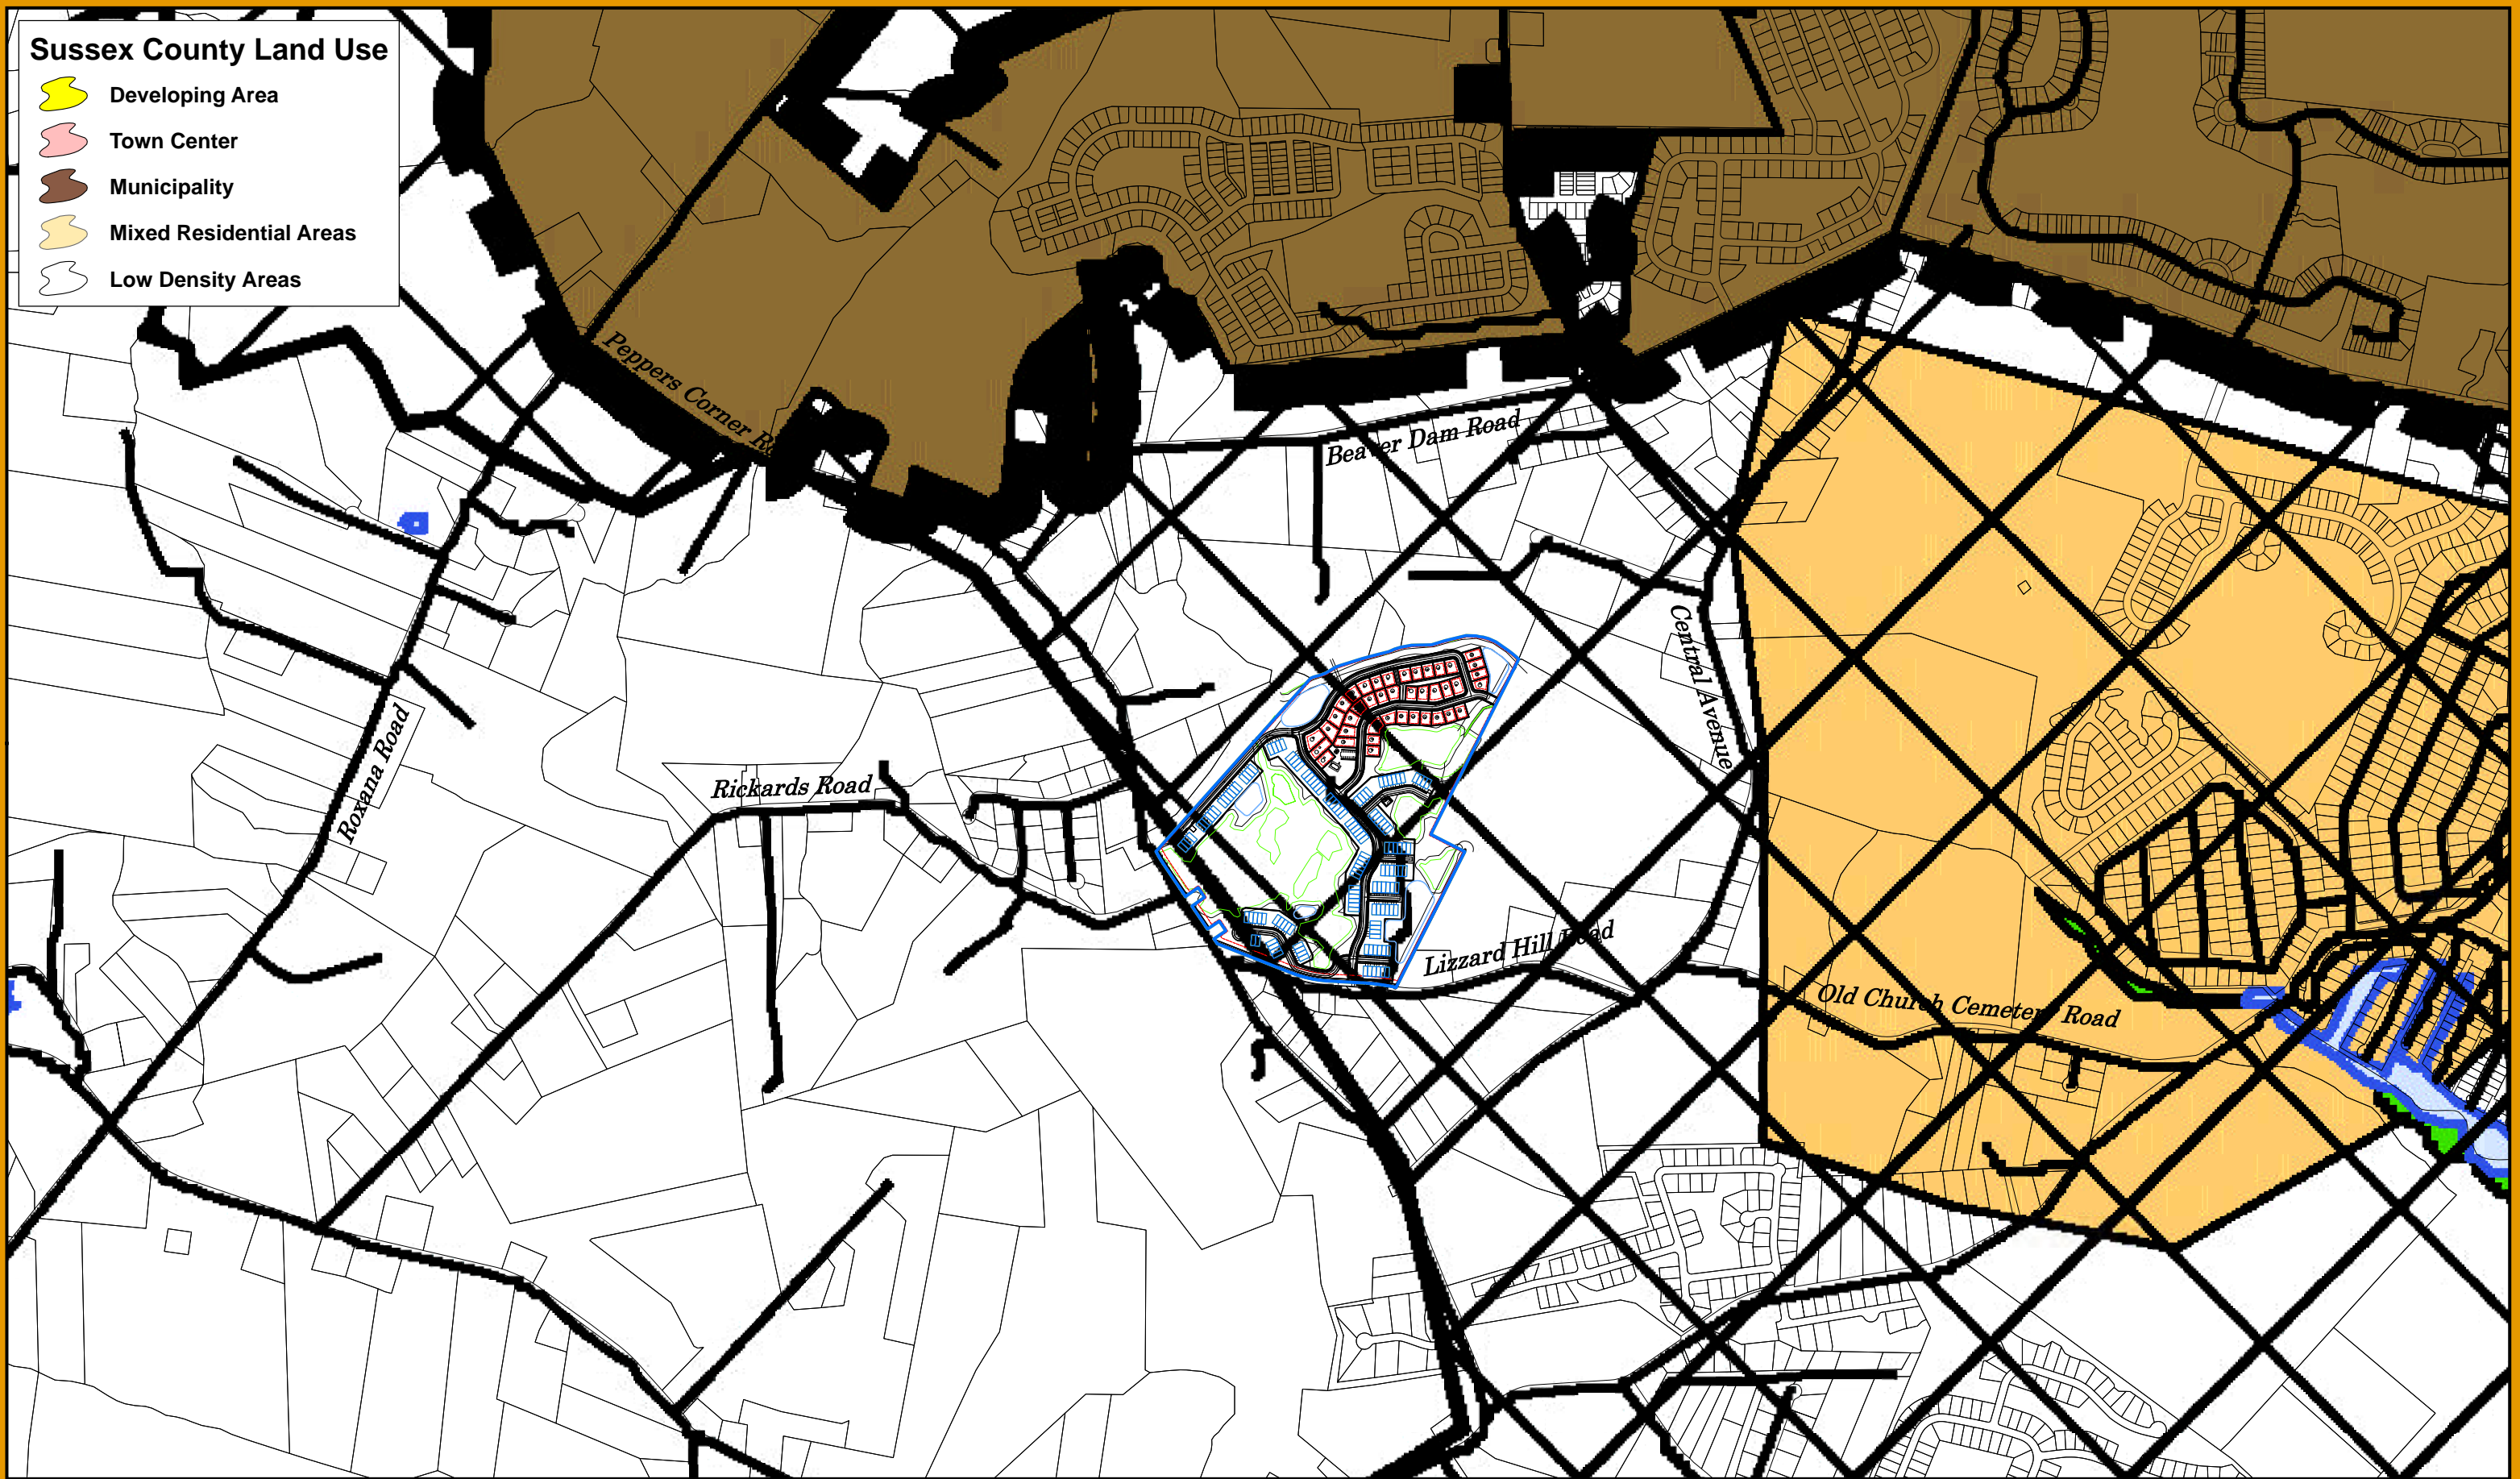 Sussex County Land Use
Developing Area
Town Center
Municipality
Mixed Residential Areas
Low Density Areas
Peppers Corner
Beaver Dam Road
Central Avenue
Roxana Road
Rickards Road
Lizzard Hill Road
Old Church Cemetery Road